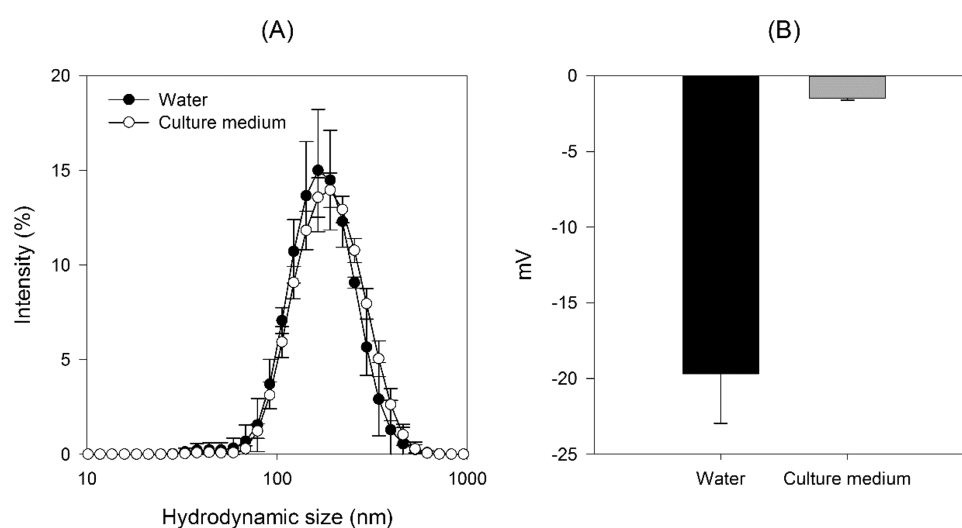 (A)
(B)
20
15
10
5
0
Intensity (%)
Water
Culture medium
10
100
1000
Hydrodynamic size (nm)
0
-5
-10
-15
-20
-25
mV
Water
Culture medium